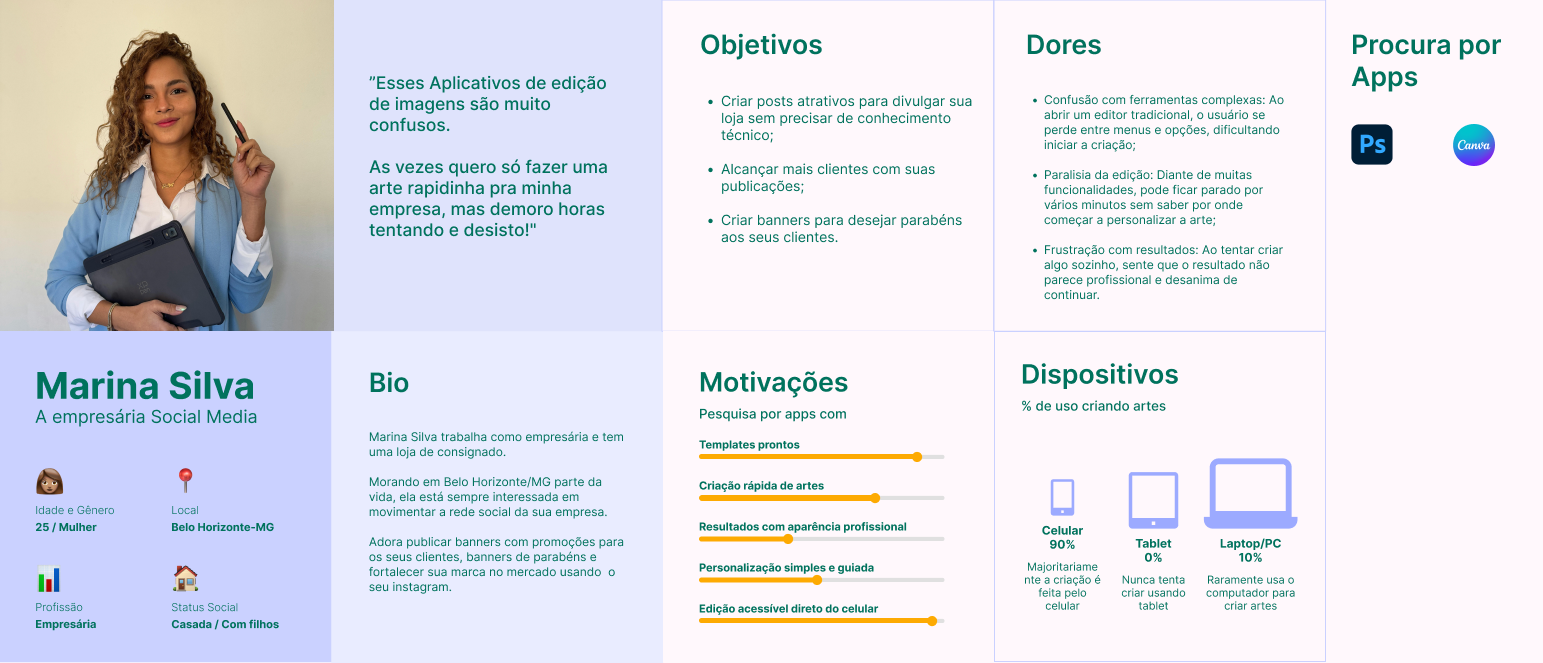 "Esses Aplicativos de edição
de imagens são muito
confusos.
As vezes quero só fazer uma
arte rapidinha pra minha
empresa, mas demoro horas
tentando e desisto!"
Objetivos
• Criar posts atrativos para divulgar sua
loja sem precisar de conhecimento
técnico;
• Alcançar mais clientes com suas
publicações;
• Criar banners para desejar parabéns
aos seus clientes.
Dores
• Confusão com ferramentas complexas: Ao
abrir um editor tradicional, o usuário se
perde entre menus e opções, dificultando
iniciar a criação;
• Paralisia da edição: Diante de muitas
funcionalidades, pode ficar parado por
vários minutos sem saber por onde
começar a personalizar a arte;
• Frustração com resultados: Ao tentar criar
algo sozinho, sente que o resultado não
parece profissional e desanima de
continuar.
Procura por
Apps
Ps
Canva
Marina Silva
A empresária Social Media
Idade e Gênero
25 / Mulher
Local
Belo Horizonte-MG
Profissão
Empresária
Status Social
Casada / Com filhos
Bio
Marina Silva trabalha como empresária e tem
uma loja de consignado.
Morando em Belo Horizonte/MG parte da
vida, ela está sempre interessada em
movimentar a rede social da sua empresa.
Adora publicar banners com promoções para
os seus clientes, banners de parabéns e
fortalecer sua marca no mercado usando  o
seu instagram.
Motivações
Pesquisa por apps com
Templates prontos
Criação rápida de artes
Resultados com aparência profissional
Personalização simples e guiada
Edição acessível direto do celular
Dispositivos
% de uso criando artes
Celular
90%
Majoritariame
nte a criação é
feita pelo
celular
Tablet
0%
Nunca tenta
criar usando
tablet
Laptop/PC
10%
Raramente usa o
computador para
criar artes